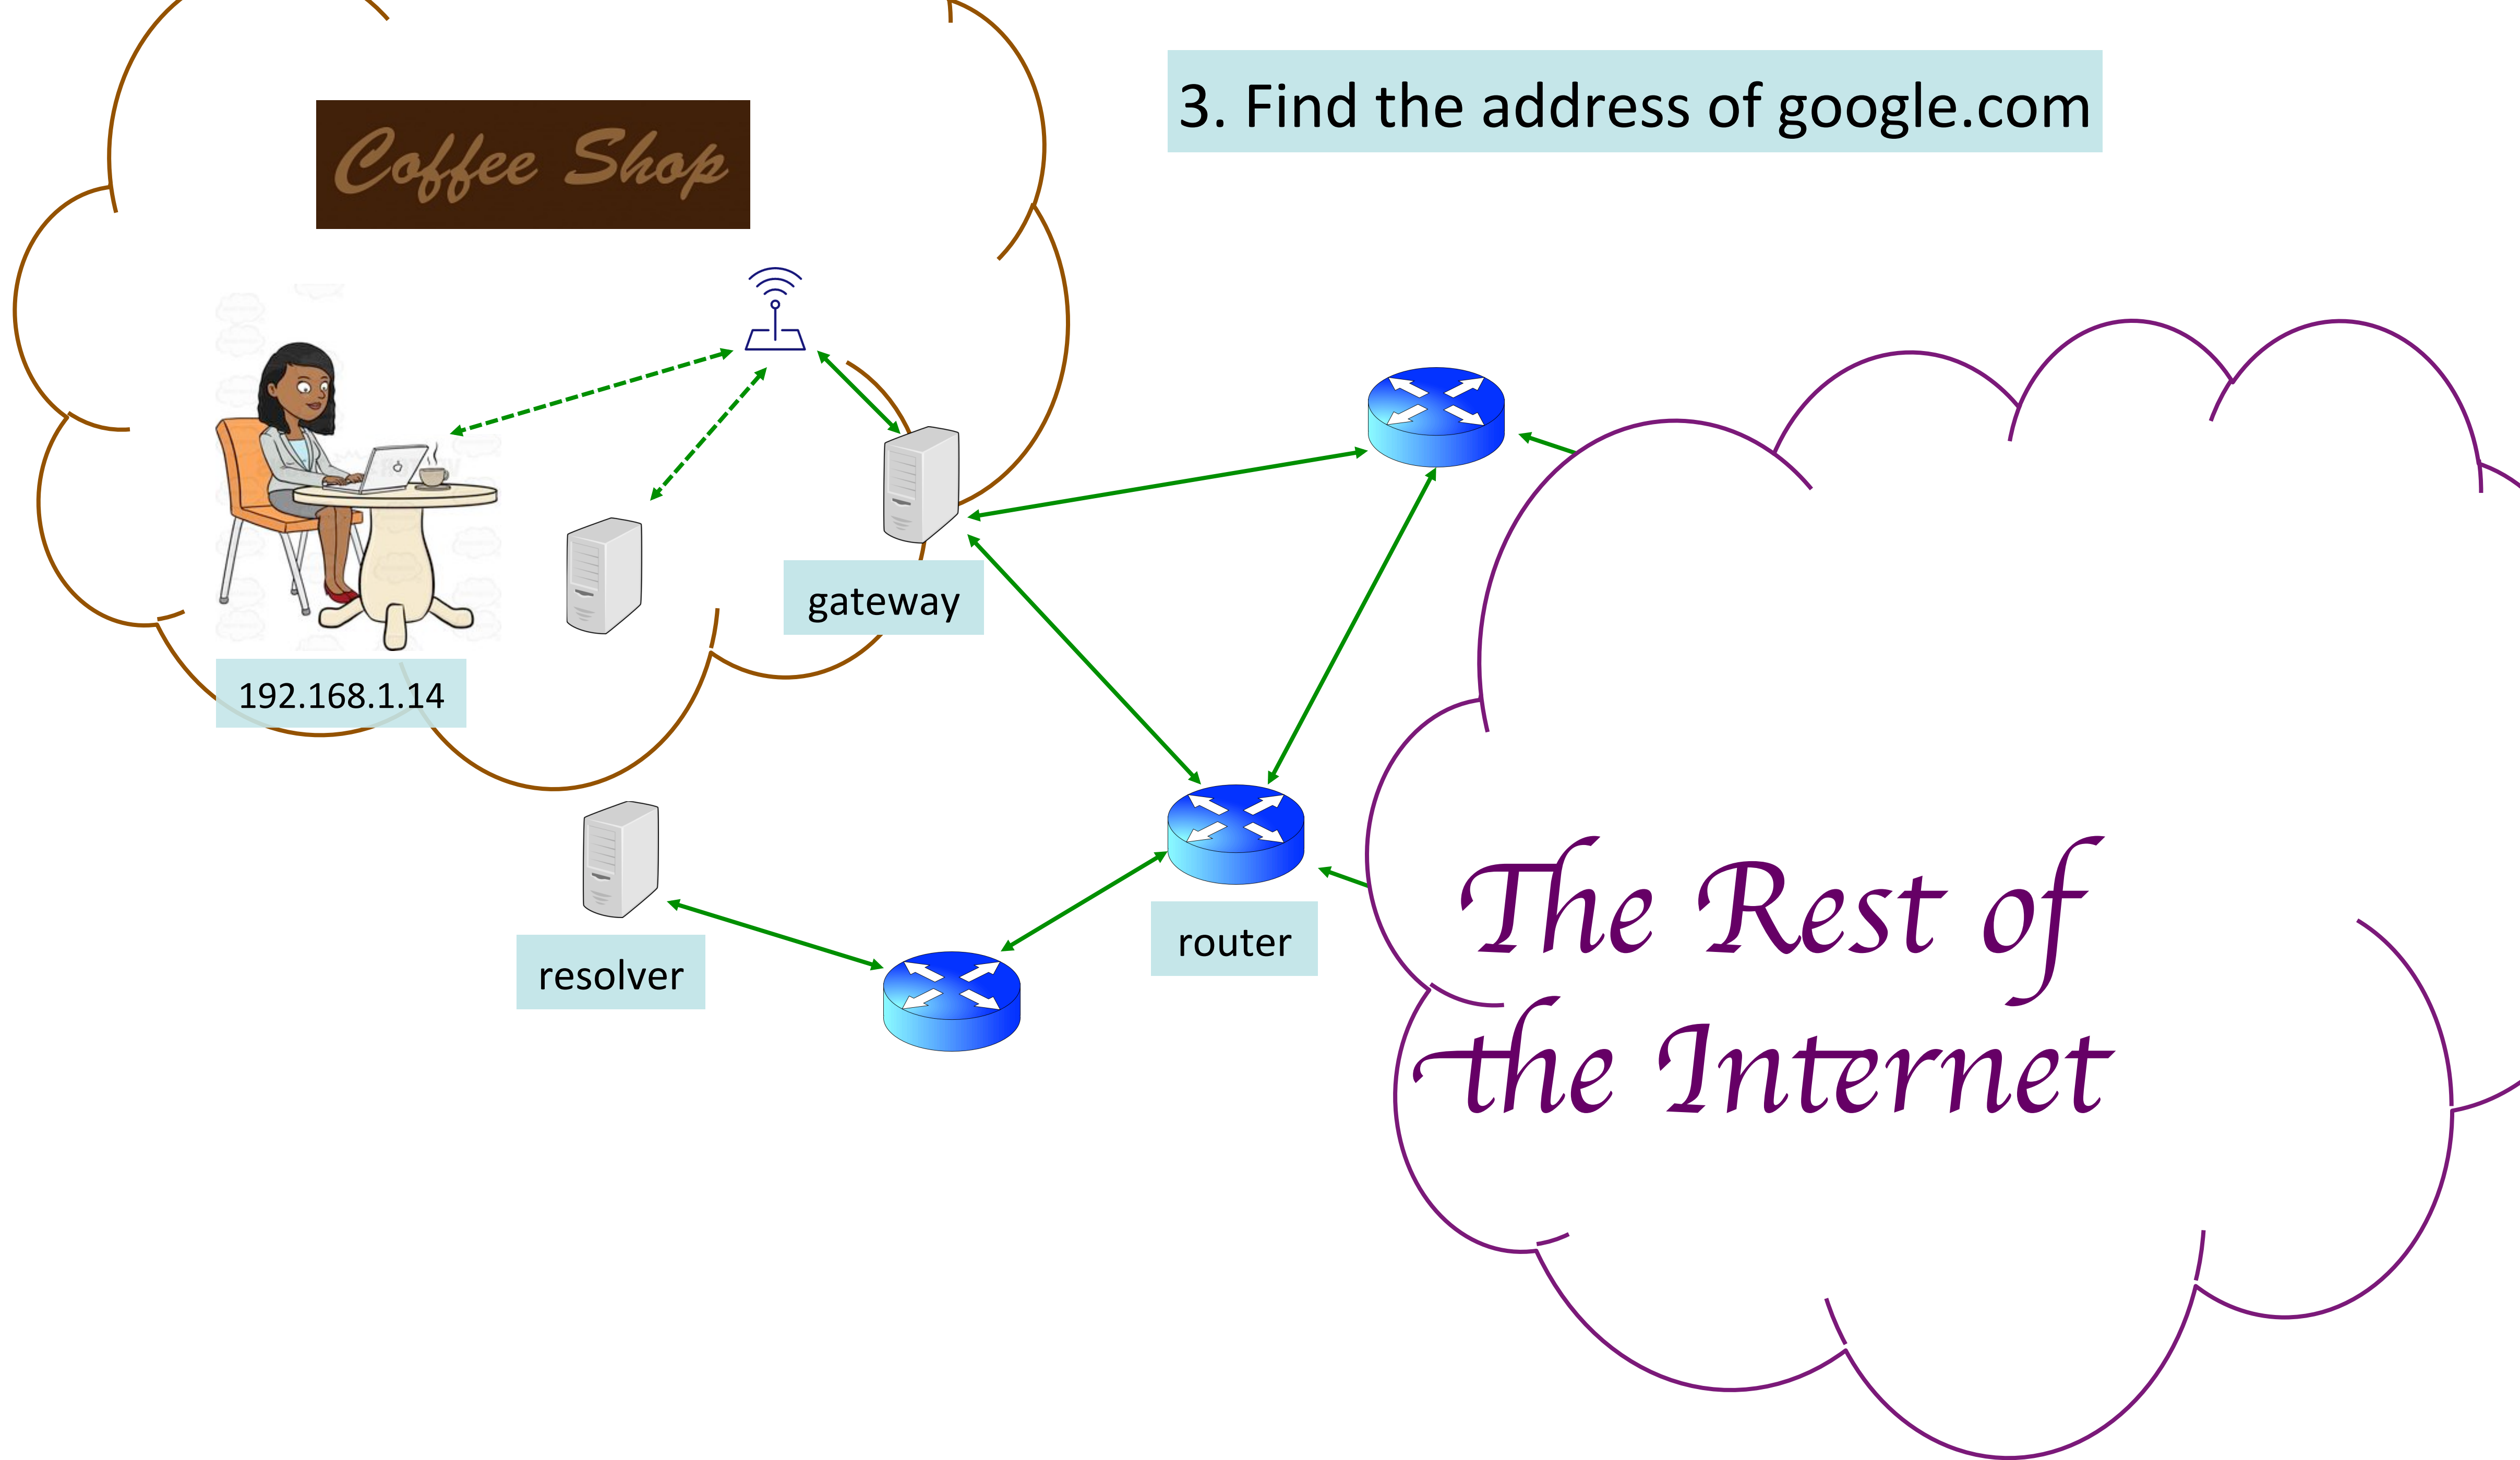 3. Find the address of google.com
Coffee Shop
gateway
192.168.1.14
router
resolver
The Rest of
the Internet